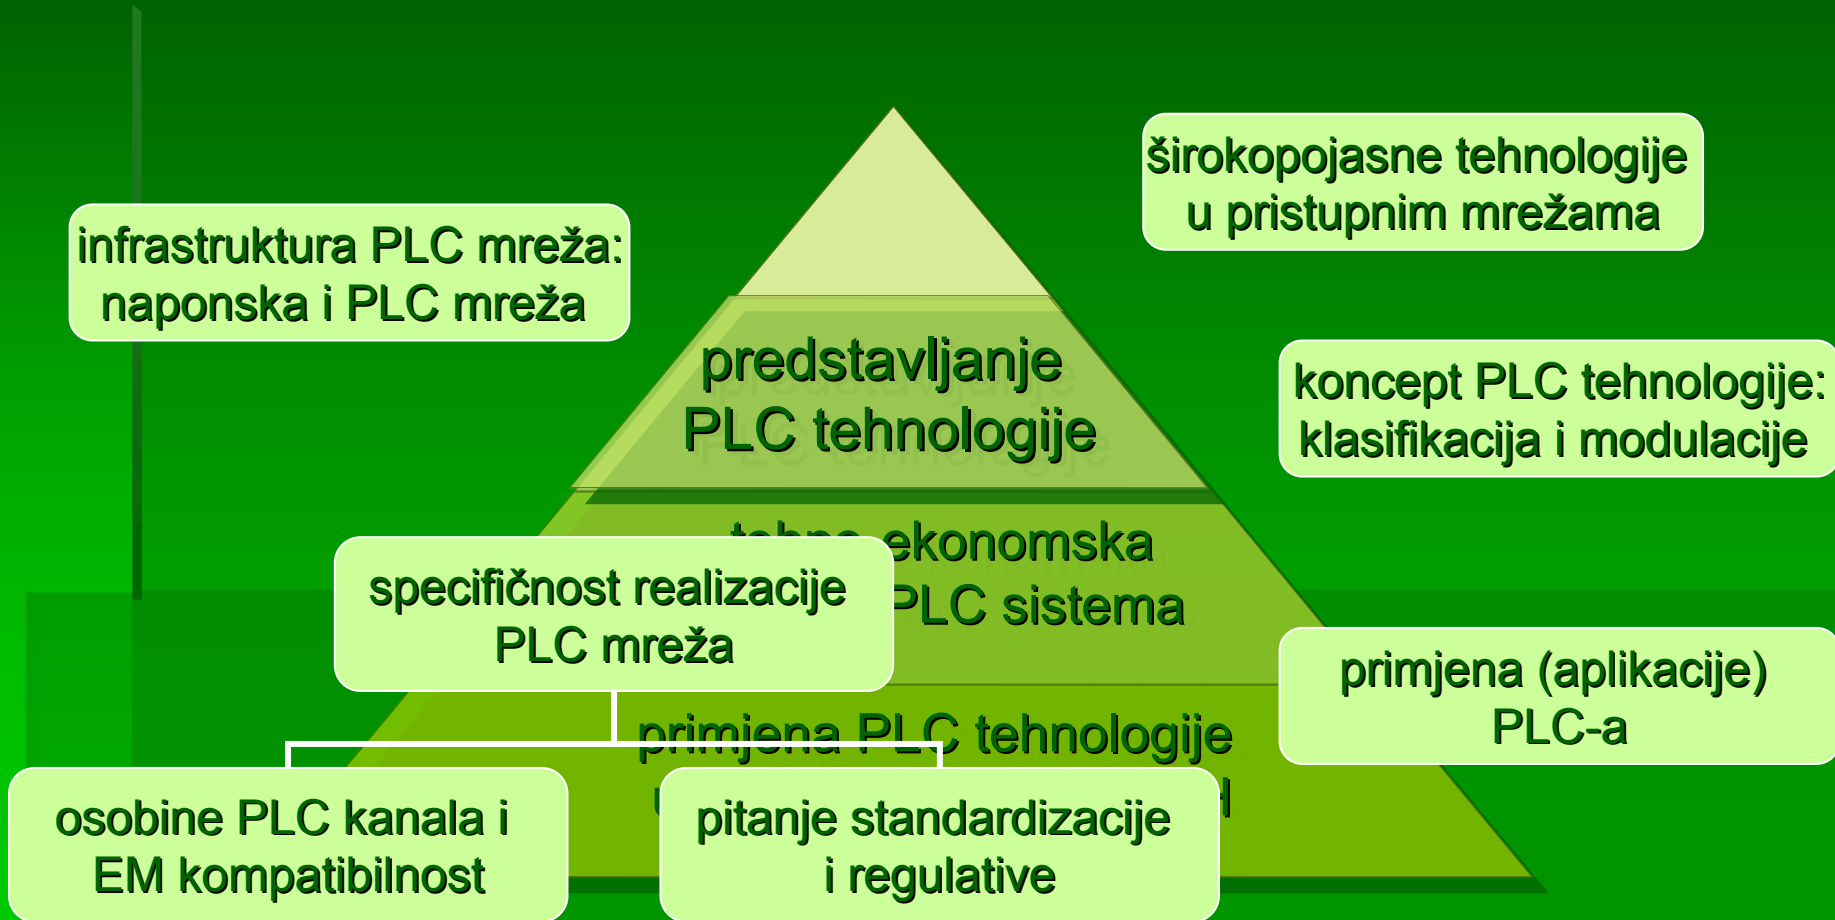 širokopojasne tehnologije
u pristupnim mrežama
infrastruktura PLC mreža:
naponska i PLC mreža
predstavljanje
PLC tehnologije
koncept PLC tehnologije:
klasifikacija i modulacije
ekonomska
PLC sistema
specifičnost realizacije
PLC mreža
primjena (aplikacije)
PLC-a
primjena PLC tehnologije
osobine PLC kanala i
EM kompatibilnost
pitanje standardizacije
i regulative